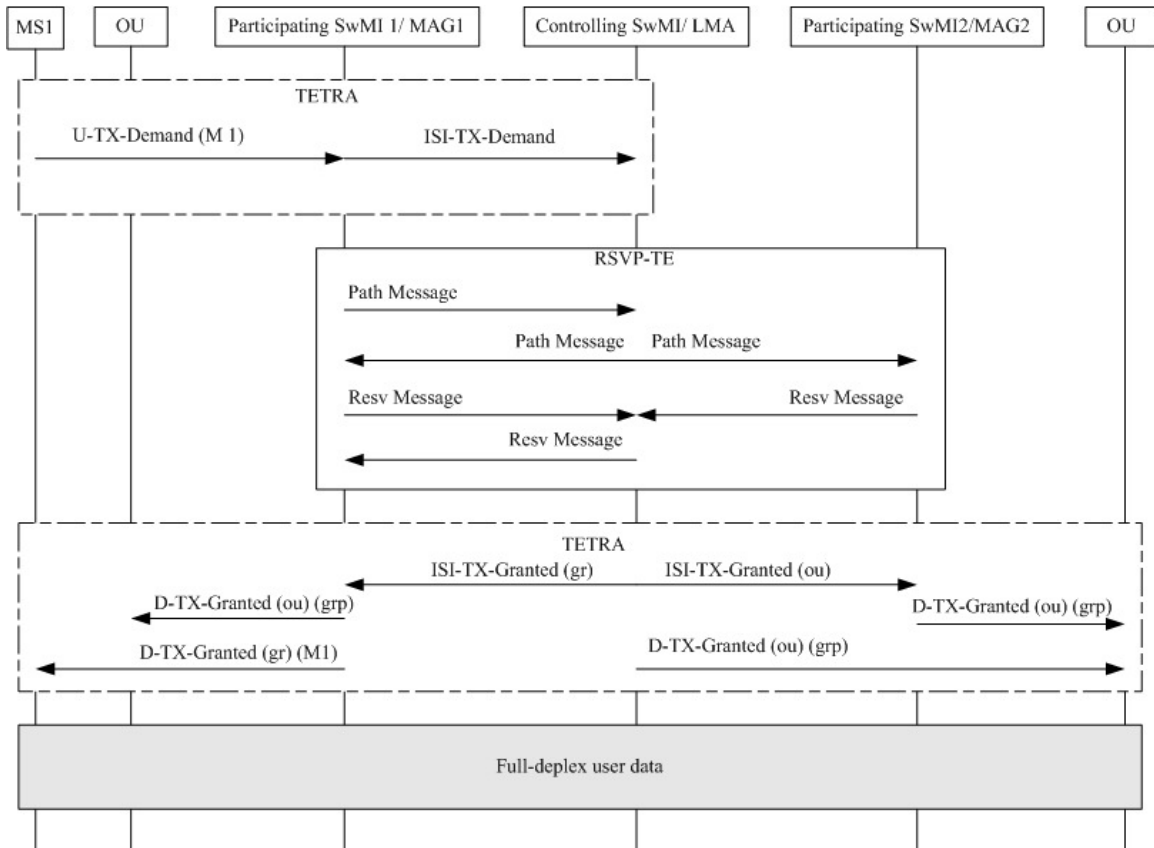 MS1
OU
Participating SwMI 1/ MAG1
Controlling SwMI/ LMA
Participating SwMI2/MAG2
OU
TETRA
U-TX-Demand (M 1)
ISI-TX-Demand
RSVP-TE
Path Message
Path Message
Path Message
Resv Message
Resv Message
Resv Message
TETRA
ISI-TX-Granted (gr)
ISI-TX-Granted (ou)
D-TX-Granted (ou) (grp)
D-TX-Granted (ou) (grp)
D-TX-Granted (gr) (M1)
D-TX-Granted (ou) (grp)
Full-deplex user data